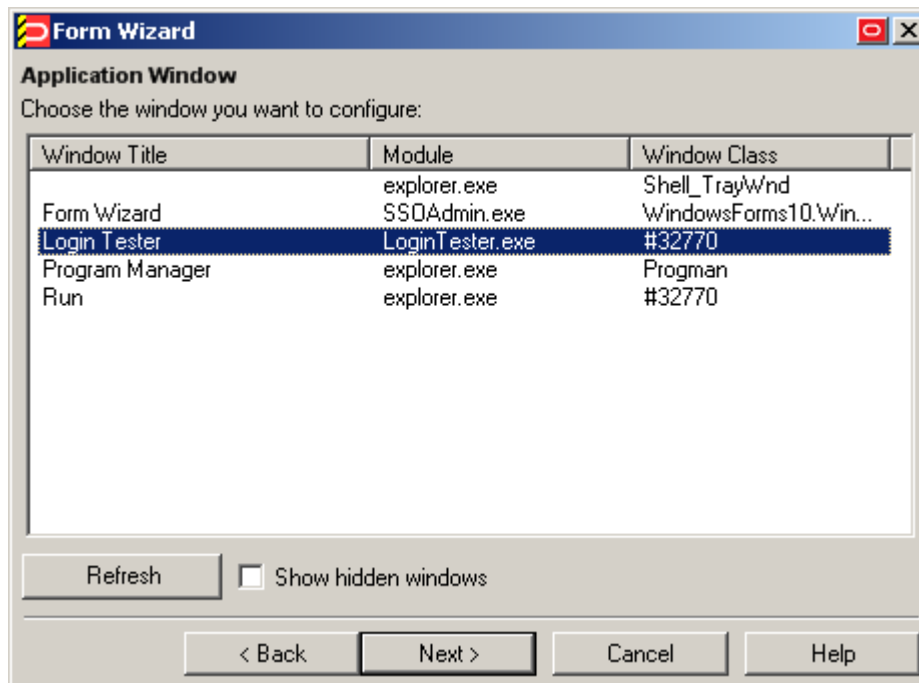 Form Wizard
Application Window
Choose the window you want to configure:
Window Title Module Window Class
explorer.exe Shell_TrayWnd
Form Wizard SSOAdmin.exe WindowsForms10.Win...
Login Tester LoginTester.exe #32770
Program Manager explorer.exe Progman
Run explorer.exe #32770
Refresh Show hidden windows
< Back Next > Cancel Help